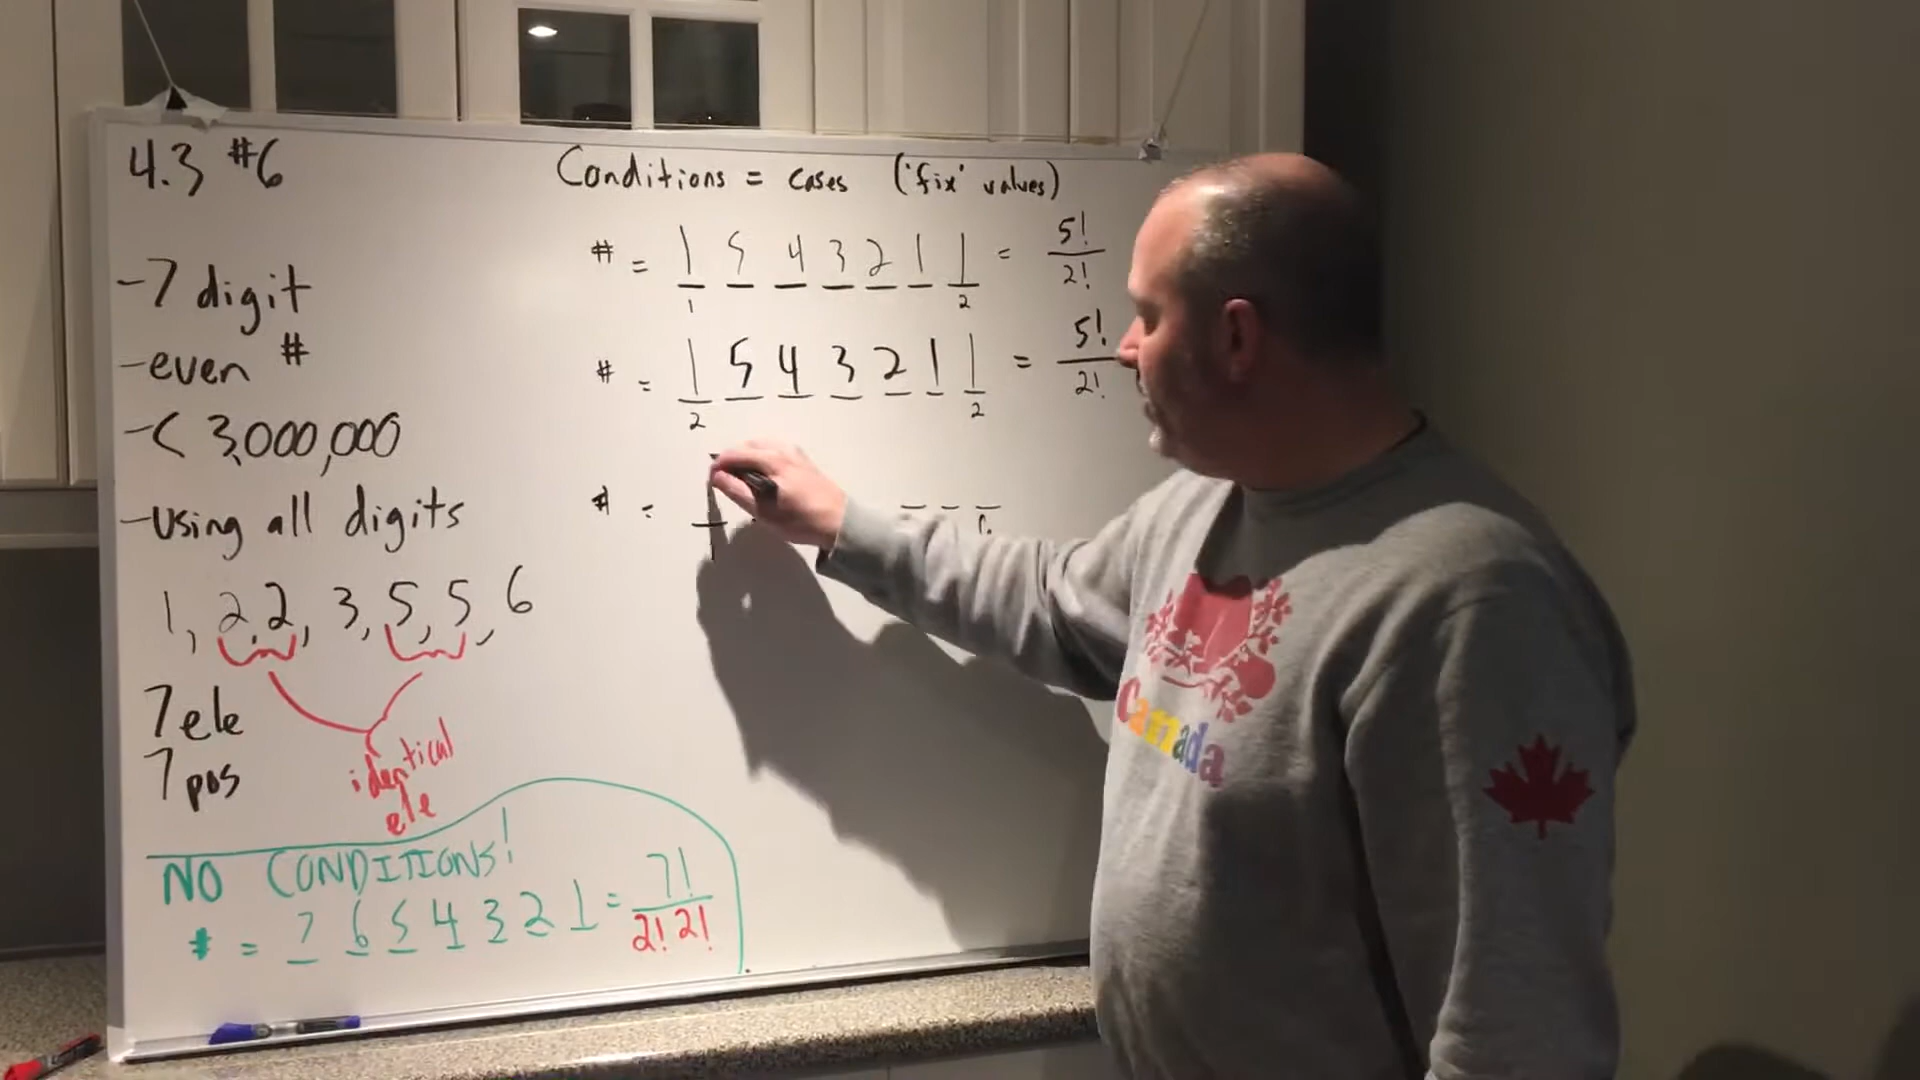 4.3 #6
-7 digit
-even #
-< 3,000,000
-using all digits
1, 2, 2, 3, 5, 5, 6
7 ele
7 pos
identical
ele
NO CONDITIONS!
# = 7 6 5 4 3 2 1 = 7!
2! 2!
Conditions = cases ('fix' values)
# = 1 5 4 3 2 1 1 = 5!
2!
1 2
# = 1 5 4 3 2 1 1 = 5!
2!
2 2
# =
1
Canada